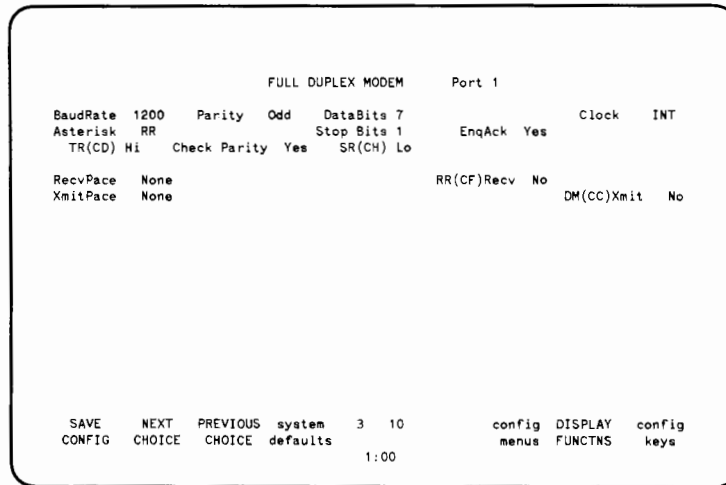 FULL DUPLEX MODEM Port 1
BaudRate 1200 Parity Odd DataBits 7 Clock INT
Asterisk RR Stop Bits 1 EnqAck Yes
TR(CD) Hi Check Parity Yes SR(CH) Lo
RecvPace None RR(CF)Recv No
XmitPace None DM(CC)Xmit No
SAVE NEXT PREVIOUS system 3 10 config DISPLAY config
CONFIG CHOICE CHOICE defaults menus FUNCTNS keys
1:00